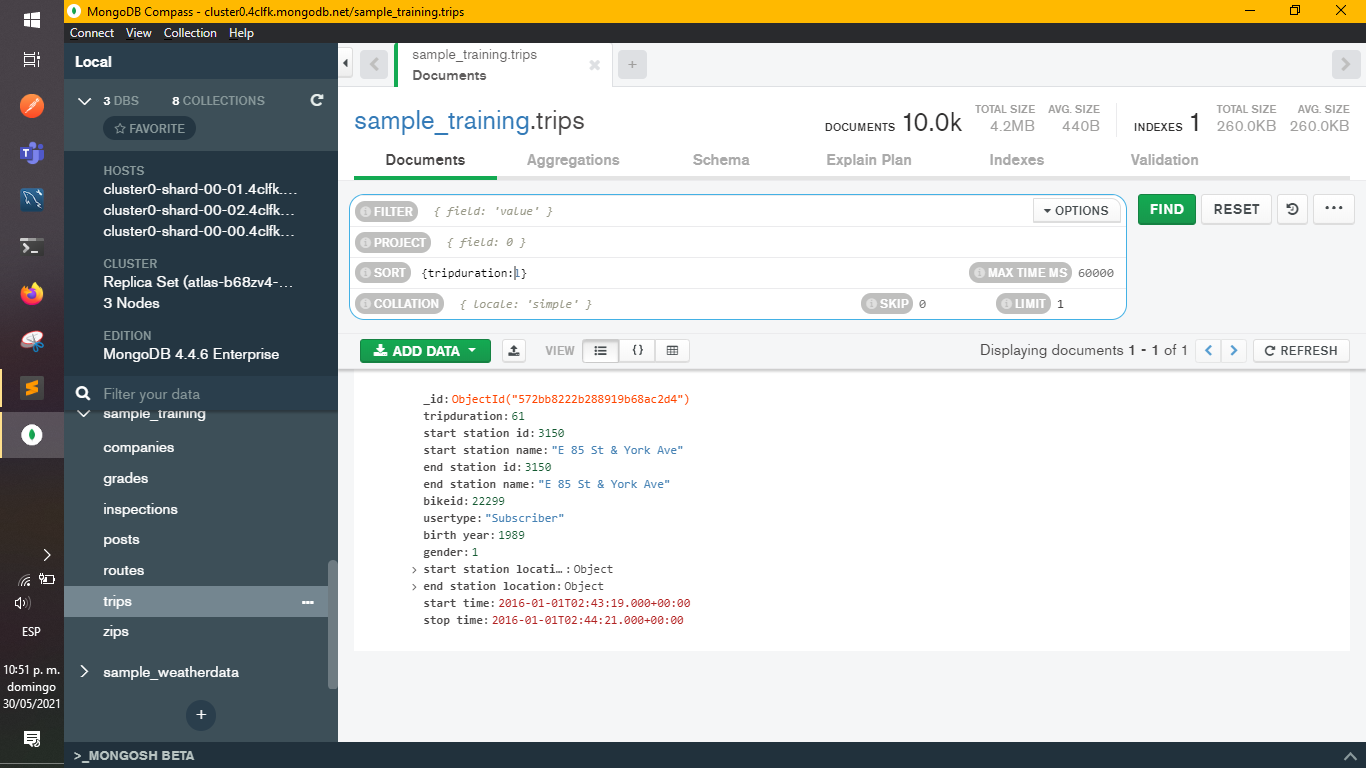 MongoDB Compass - cluster0.4clfk.mongodb.net/sample_training.trips
Connect View Collection Help
Local
3 DBS 8 COLLECTIONS
FAVORITE
HOSTS
cluster0-shard-00-01.4clfk....
cluster0-shard-00-02.4clfk...
cluster0-shard-00-00.4clfk...
CLUSTER
Replica Set (atlas-b68zv4-...
3 Nodes
EDITION
MongoDB 4.4.6 Enterprise
Filter your data
sample_training
companies
grades
inspections
posts
routes
trips
zips
sample_weatherdata
+
sample_training.trips
Documents
+
sample_training.trips
DOCUMENTS 10.0k
TOTAL SIZE
4.2MB
AVG. SIZE
440B
INDEXES 1
TOTAL SIZE
260.0KB
AVG. SIZE
260.0KB
Documents Aggregations Schema Explain Plan Indexes Validation
FILTER { field: 'value' } OPTIONS FIND RESET ...
PROJECT { field: 0 }
SORT {tripduration:1} MAX TIME MS 60000
COLLATION { locale: 'simple' } SKIP 0 LIMIT 1
ADD DATA VIEW {} Displaying documents 1 - 1 of 1 < > REFRESH
_id:ObjectId("572bb8222b288919b68ac2d4")
tripduration:61
start station id:3150
start station name:"E 85 St & York Ave"
end station id:3150
end station name:"E 85 St & York Ave"
bikeid:22299
usertype:"Subscriber"
birth year:1989
gender:1
> start station locati… :Object
> end station location:Object
start time:2016-01-01T02:43:19.000+00:00
stop time:2016-01-01T02:44:21.000+00:00
ESP
10:51 p. m.
domingo
30/05/2021
>_MONGOSH BETA